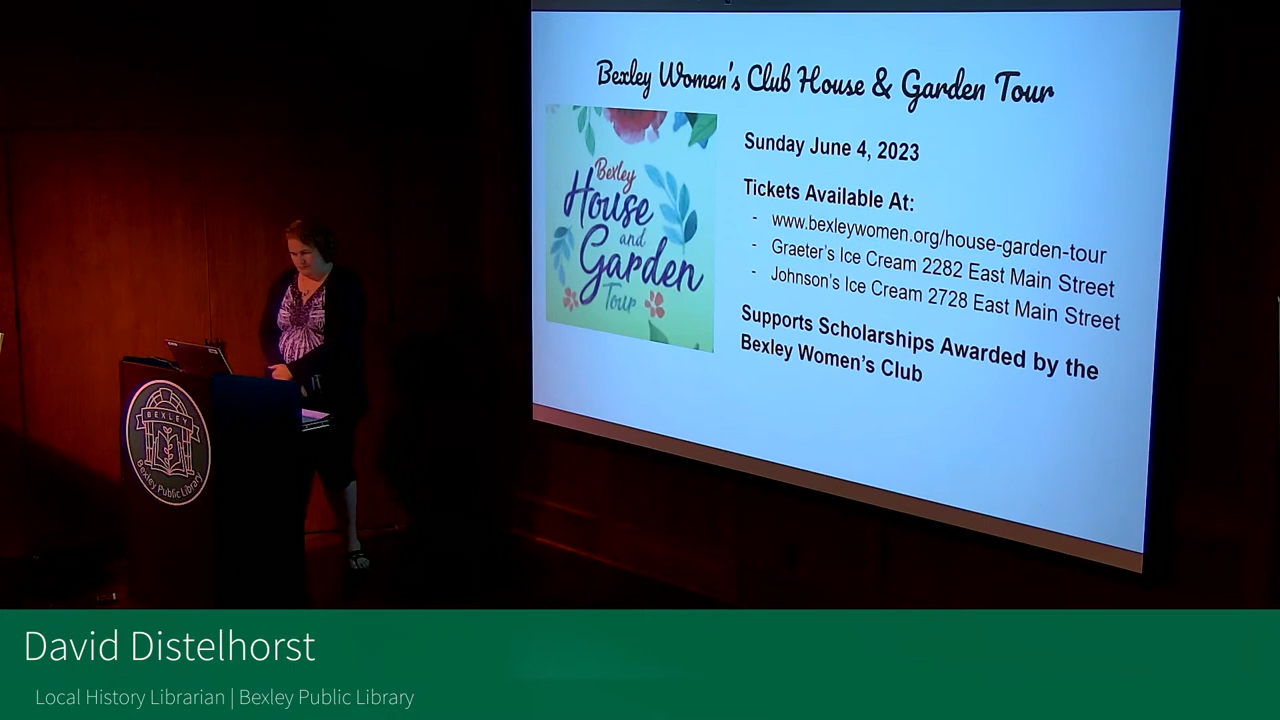 Bexley Women's Club House & Garden Tour
Bexley
House
and
Garden
Tour
Sunday June 4, 2023
Tickets Available At:
- www.bexleywomen.org/house-garden-tour
- Graeter's Ice Cream 2282 East Main Street
- Johnson's Ice Cream 2728 East Main Street
Supports Scholarships Awarded by the
Bexley Women's Club
BEXLEY
Bexley Public Library
David Distelhorst
Local History Librarian | Bexley Public Library